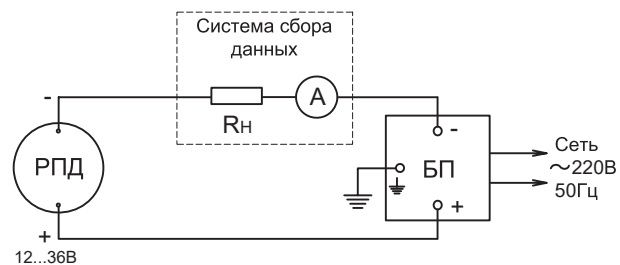 Система сбора
данных
-
A
RН
РПД
-
БП
+
Сеть
~220В
50Гц
+
12...36В